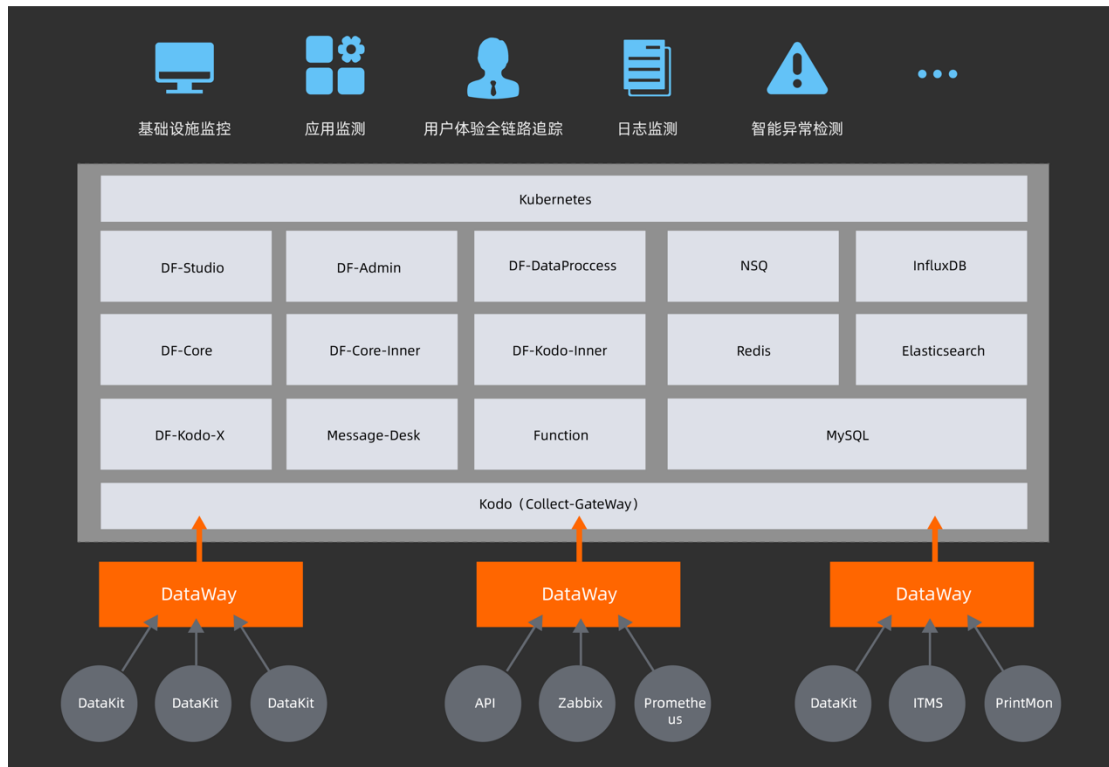 基础设施监控
应用监测
用户体验全链路追踪
日志监测
智能异常检测
Kubernetes
DF-Studio
DF-Admin
DF-DataProccess
NSQ
InfluxDB
DF-Core
DF-Core-Inner
DF-Kodo-Inner
Redis
Elasticsearch
DF-Kodo-X
Message-Desk
Function
MySQL
Kodo（Collect-GateWay）
DataWay
DataWay
DataWay
DataKit
DataKit
DataKit
API
Zabbix
Promethe
us
DataKit
ITMS
PrintMon